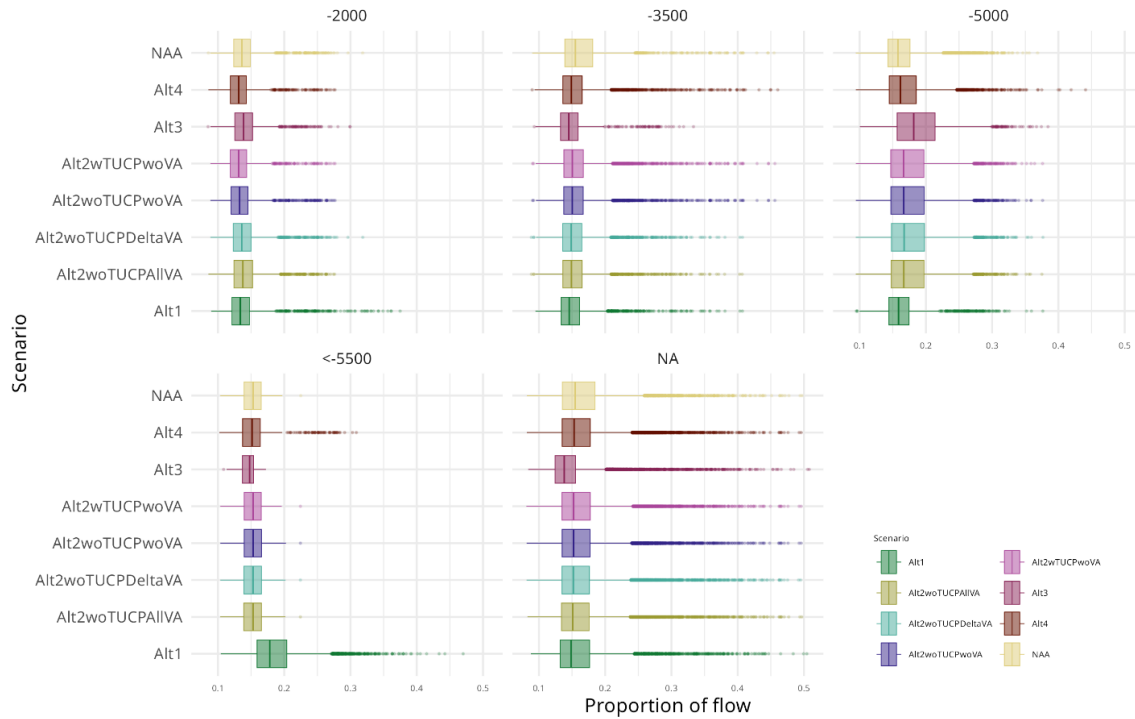 -2000
-3500
-5000
NAA
Alt4
Alt3
Alt2wTUCPwoVA
Alt2woTUCPwoVA
Alt2woTUCPDeltaVA
Alt2woTUCPAllVA
Alt1
0.1 0.2 0.3 0.4 0.5
Scenario
<-5500
NA
NAA
Alt4
Alt3
Alt2wTUCPwoVA
Alt2woTUCPwoVA
Alt2woTUCPDeltaVA
Alt2woTUCPAllVA
Alt1
0.1 0.2 0.3 0.4 0.5
0.1 0.2 0.3 0.4 0.5
Proportion of flow
Scenario
Alt1
Alt2woTUCPAllVA
Alt2woTUCPDeltaVA
Alt2woTUCPwoVA
Alt2wTUCPwoVA
Alt3
Alt4
NAA